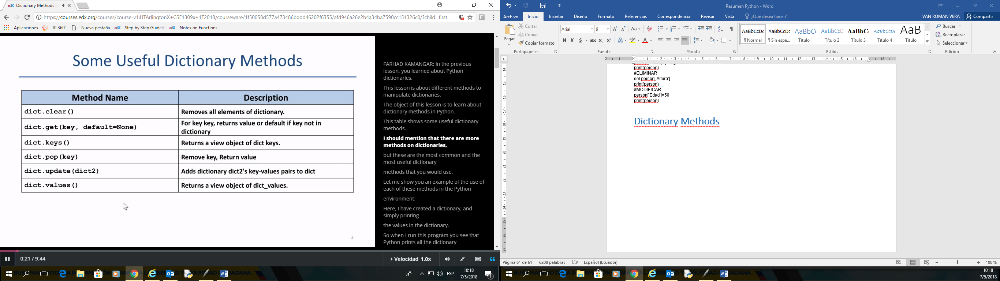 Dictionary Methods |
https://courses.edx.org/courses/course-v1:UTArlingtonX+CSE1309x+1T2018/courseware/1f50058d577a473486bddd46202f6355/afd946a26e2b4a34ba7590cc151326c0/?child=first
Aplicaciones IP 360° Nueva pestaña Step by Step Guideli Notes on Functions
Some Useful Dictionary Methods
Method Name Description
dict.clear() Removes all elements of dictionary.
dict.get(key, default=None) For key key, returns value or default if key not in
dictionary
dict.keys() Returns a view object of dict keys.
dict.pop(key) Remove key, Return value
dict.update(dict2) Adds dictionary dict2's key-values pairs to dict
dict.values() Returns a view object of dict_values.
3
FARHAD KAMANGAR: In the previous
lesson, you learned about Python
dictionaries.
This lesson is about different methods to
manipulate dictionaries.
The object of this lesson is to learn about
dictionary methods in Python.
This table shows some useful dictionary
methods.
I should mention that there are more
methods on dictionaries,
but these are the most common and the
most useful dictionary
methods that you would use.
Let me show you an example of the use of
each of these methods in the Python
environment.
Here, I have created a dictionary, and
simply printing
the values in the dictionary.
So when I run this program you see that
Python prints all the dictionary
0:21 / 9:44
Velocidad 1.0x
ESP
10:18
7/5/2018
Resumen Python - Word
Archivo Inicio Insertar Diseño Formato Referencias Correspondencia Revisar Vista ¿Qué desea hacer? IVAN ROMAN VERA Compartir
Pegar
Cortar
Copiar
Copiar formato
Portapapeles
Arial 9
N K S abc x₂ x²
Fuente
Párrafo
AaBbCcDc AaBbCcDc AaBbCc AaBbCcE AaBbC AaBbCcDc AaB
¶ Normal ¶ Sin espa... Título 1 Título 2 Título 3 Título 4 Título
Estilos
Buscar
Reemplazar
Seleccionar
Edición
print(person)
#ELIMINAR
del person['Altura']
print(person)
#MODIFICAR
person['Edad']=50
print(person)
Dictionary Methods
Página 61 de 61 6208 palabras Español (Ecuador)
100 %
10:18
7/5/2018